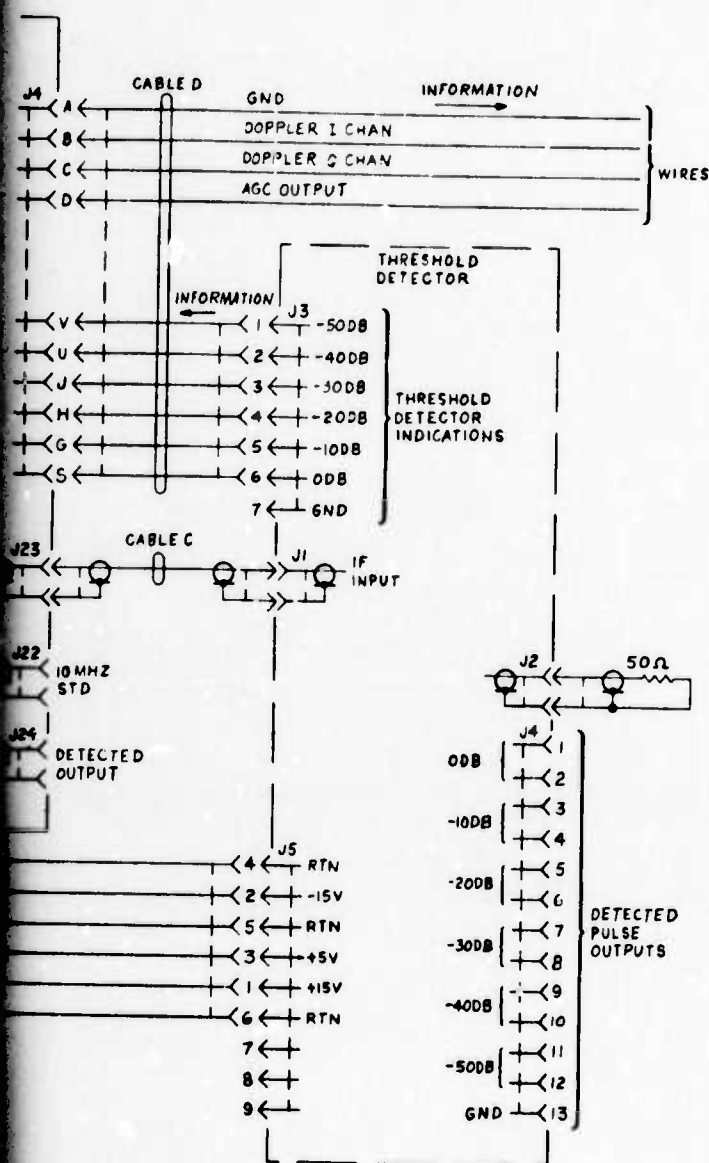 CABLE D
J4 A GND INFORMATION
B DOPPLER I CHAN
C DOPPLER Q CHAN
D AGC OUTPUT
WIRES
THRESHOLD
DETECTOR
INFORMATION
J3
V 1 -50DB
U 2 -40DB
J 3 -30DB
H 4 -20DB
G 5 -10DB
S 6 0DB
7 GND
THRESHOLD
DETECTOR
INDICATIONS
CABLE C
J23 J1 IF
INPUT
J22
10 MHZ
STD
J24
DETECTED
OUTPUT
J2 50Ω
J4
0DB 1
2
-10DB 3
4
-20DB 5
6
-30DB 7
8
-40DB 9
10
-50DB 11
12
GND 13
DETECTED
PULSE
OUTPUTS
J5
4 RTN
2 -15V
5 RTN
3 +5V
1 +15V
6 RTN
7
8
9